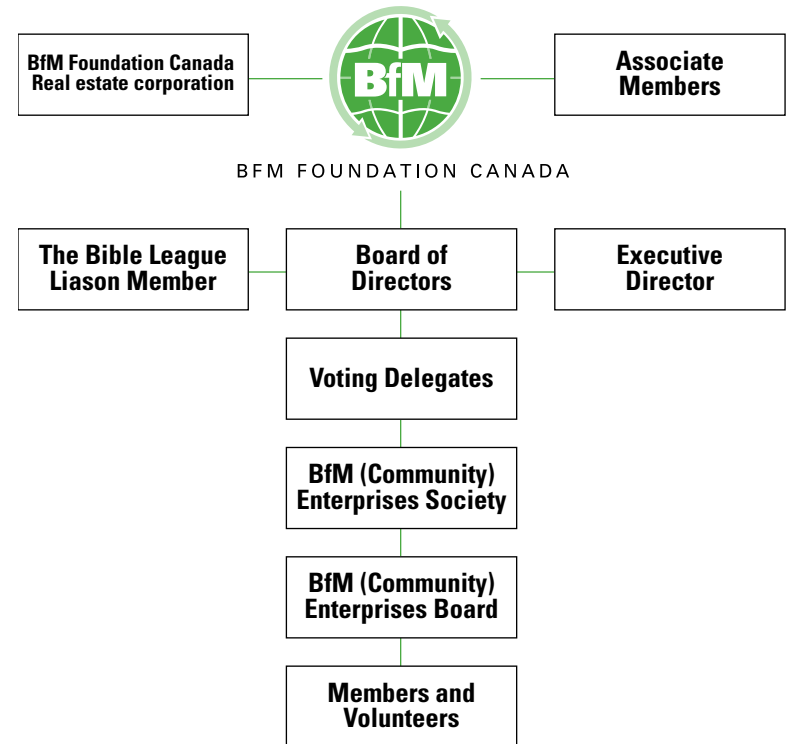 BfM Foundation Canada
Real estate corporation
BfM
Associate
Members
BFM FOUNDATION CANADA
The Bible League
Liason Member
Board of
Directors
Executive
Director
Voting Delegates
BfM (Community)
Enterprises Society
BfM (Community)
Enterprises Board
Members and
Volunteers